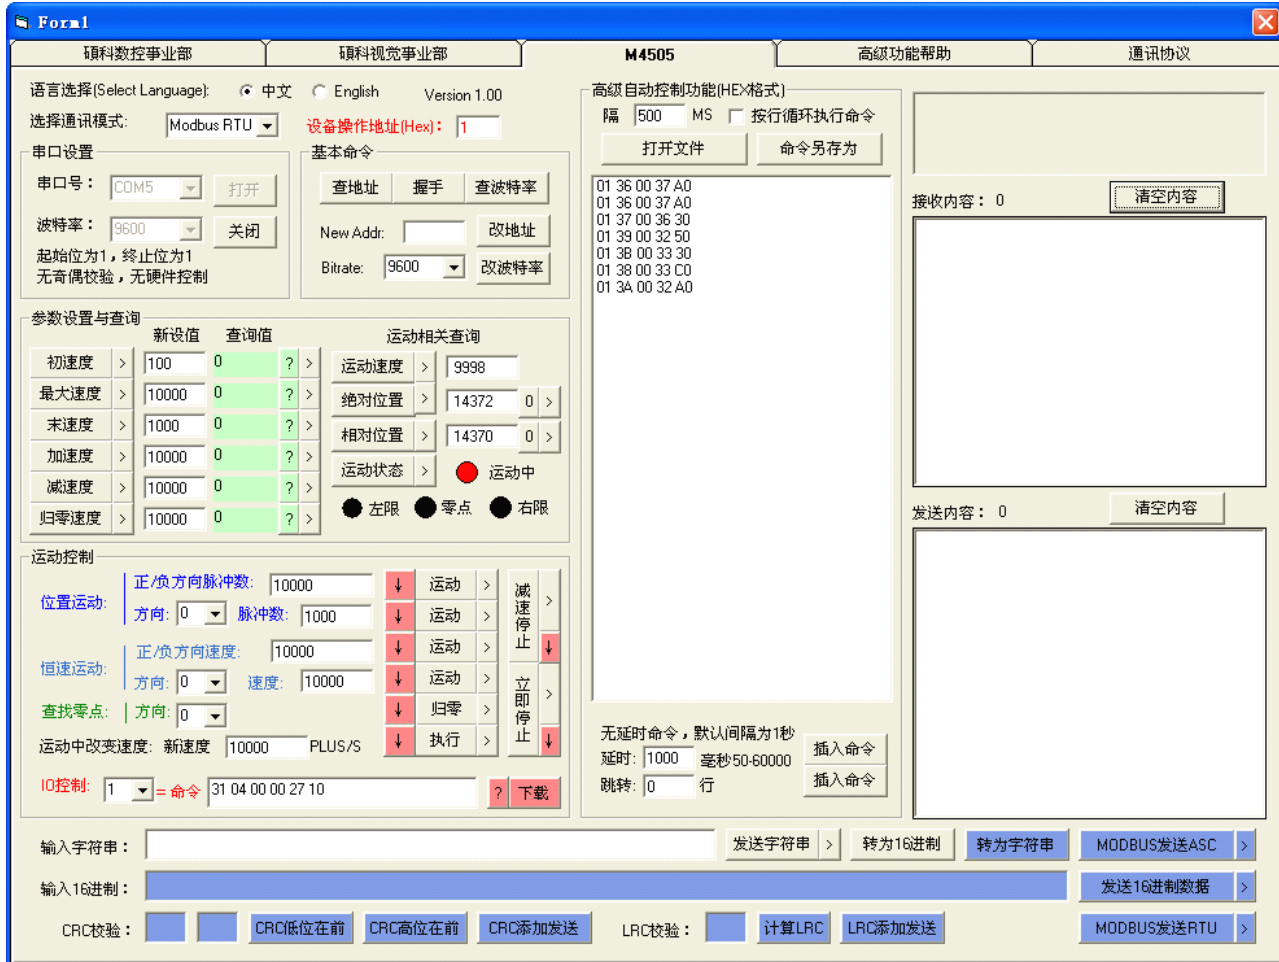 Form1
碩科数控亊业部 碩科视觉亊业部 M4505 高级功能帮助 通讯协议
语言选择(Select Language): 中文 English Version 1.00
选择通讯模式: Modbus RTU 设备操作地址(Hex): 1
串口设置
串口号： COM5 打开
波特率： 9600 关闭
起始位为1，终止位为1
无奇偶校验，无硬件控制
基本命令
查地址 握手 查波特率
New Addr: 改地址
Bitrate: 9600 改波特率
参数设置与查询
新设值 查询值
初速度 > 100 0 ? >
最大速度 > 10000 0 ? >
末速度 > 1000 0 ? >
加速度 > 10000 0 ? >
减速度 > 10000 0 ? >
归零速度 > 10000 0 ? >
运动相关查询
运动速度 > 9998
绝对位置 > 14372 0 >
相对位置 > 14370 0 >
运动状态 > 运动中
左限 零点 右限
运动控制
位置运动: 正/负方向脉冲数: 10000 ↓ 运动 >
方向: 0 脉冲数: 1000 ↓ 运动 >
恒速运动: 正/负方向速度: 10000 ↓ 运动 >
方向: 0 速度: 10000 ↓ 运动 >
查找零点: 方向: 0 ↓ 归零 >
运动中改变速度: 新速度 10000 PLUS/S ↓ 执行 >
减速停止 > ↓
立即停止 > ↓
IO控制: 1 = 命令 31 04 00 00 27 10 ? 下载
高级自动控制功能(HEX格式)
隔 500 MS 按行循环执行命令
打开文件 命令另存为
01 36 00 37 A0
01 36 00 37 A0
01 37 00 36 30
01 39 00 32 50
01 3B 00 33 30
01 38 00 33 C0
01 3A 00 32 A0
无延时命令，默认间隔为1秒
延时: 1000 毫秒50-60000 插入命令
跳转: 0 行 插入命令
接收内容： 0 清空内容
发送内容： 0 清空内容
输入字符串： 发送字符串 > 转为16进制 转为字符串 MODBUS发送ASC >
输入16进制： 发送16进制数据 >
CRC校验： CRC低位在前 CRC高位在前 CRC添加发送 LRC校验： 计算LRC LRC添加发送 MODBUS发送RTU >